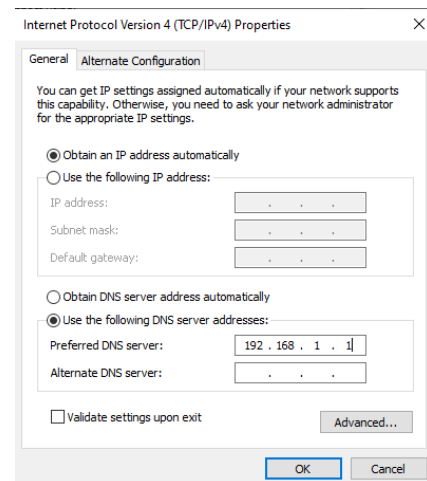 Internet Protocol Version 4 (TCP/IPv4) Properties
General
Alternate Configuration
You can get IP settings assigned automatically if your network supports
this capability. Otherwise, you need to ask your network administrator
for the appropriate IP settings.
Obtain an IP address automatically
Use the following IP address:
IP address:
Subnet mask:
Default gateway:
Obtain DNS server address automatically
Use the following DNS server addresses:
Preferred DNS server: 192 . 168 . 1 . 1
Alternate DNS server:
Validate settings upon exit
Advanced...
OK Cancel